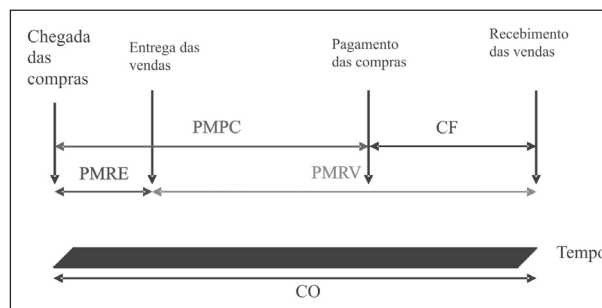 Chegada
das
compras
Entrega das
vendas
Pagamento
das compras
Recebimento
das vendas
PMPC
CF
PMRE
PMRV
Tempo
CO